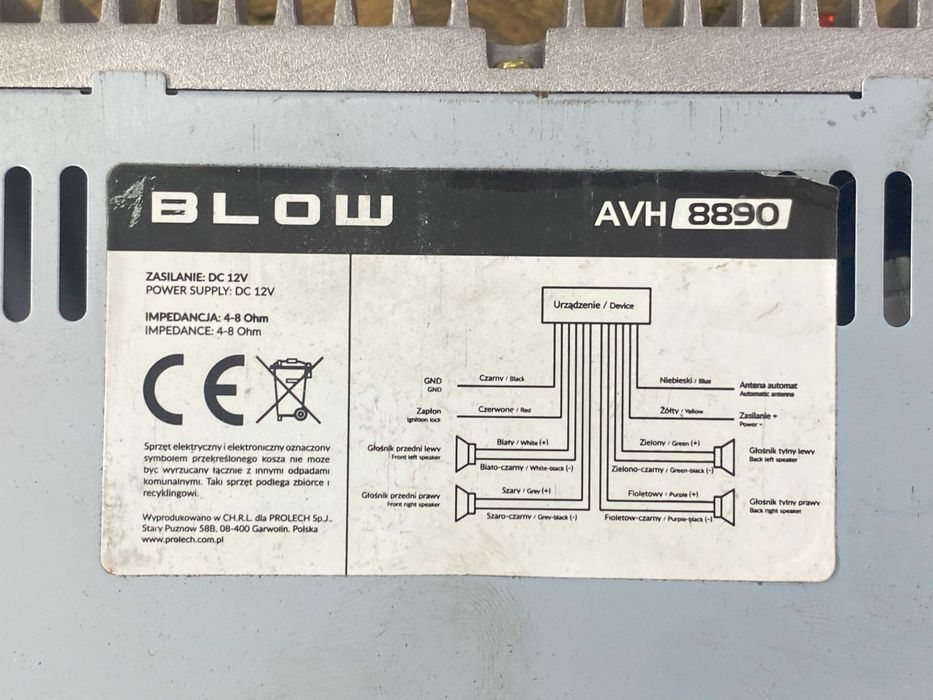 BLOW
AVH 8890
ZASILANIE: DC 12V
POWER SUPPLY: DC 12V
IMPEDANCJA: 4-8 Ohm
IMPEDANCE: 4-8 Ohm
CE
Sprzęt elektryczny i elektroniczny oznaczony
symbolem przekreślonego kosza nie może
być wyrzucany łącznie z innymi odpadami
komunalnymi. Taki sprzęt podlega zbiórce i
recyklingowi.
Wyprodukowano w CH.R.L. dla PROLECH Sp.J.,
Stary Puznów 58B, 08-400 Garwolin, Polska
www.prolech.com.pl
Urządzenie / Device
GND
GND
Czarny / Black
Zapłon
Ignition lock
Czerwone / Red
Głośnik przedni lewy
Front left speaker
Biały / White (+)
Biało-czarny / White-black (-)
Głośnik przedni prawy
Front right speaker
Szary / Grey (+)
Szaro-czarny / Grey-black (-)
Niebieski / Blue
Antena automat
Automatic antenna
Żółty / Yellow
Zasilanie +
Power +
Zielony / Green (+)
Zielono-czarny / Green-black (-)
Głośnik tylny lewy
Back left speaker
Fioletowy / Purple (+)
Fioletow-czarny / Purple-black (-)
Głośnik tylny prawy
Back right speaker